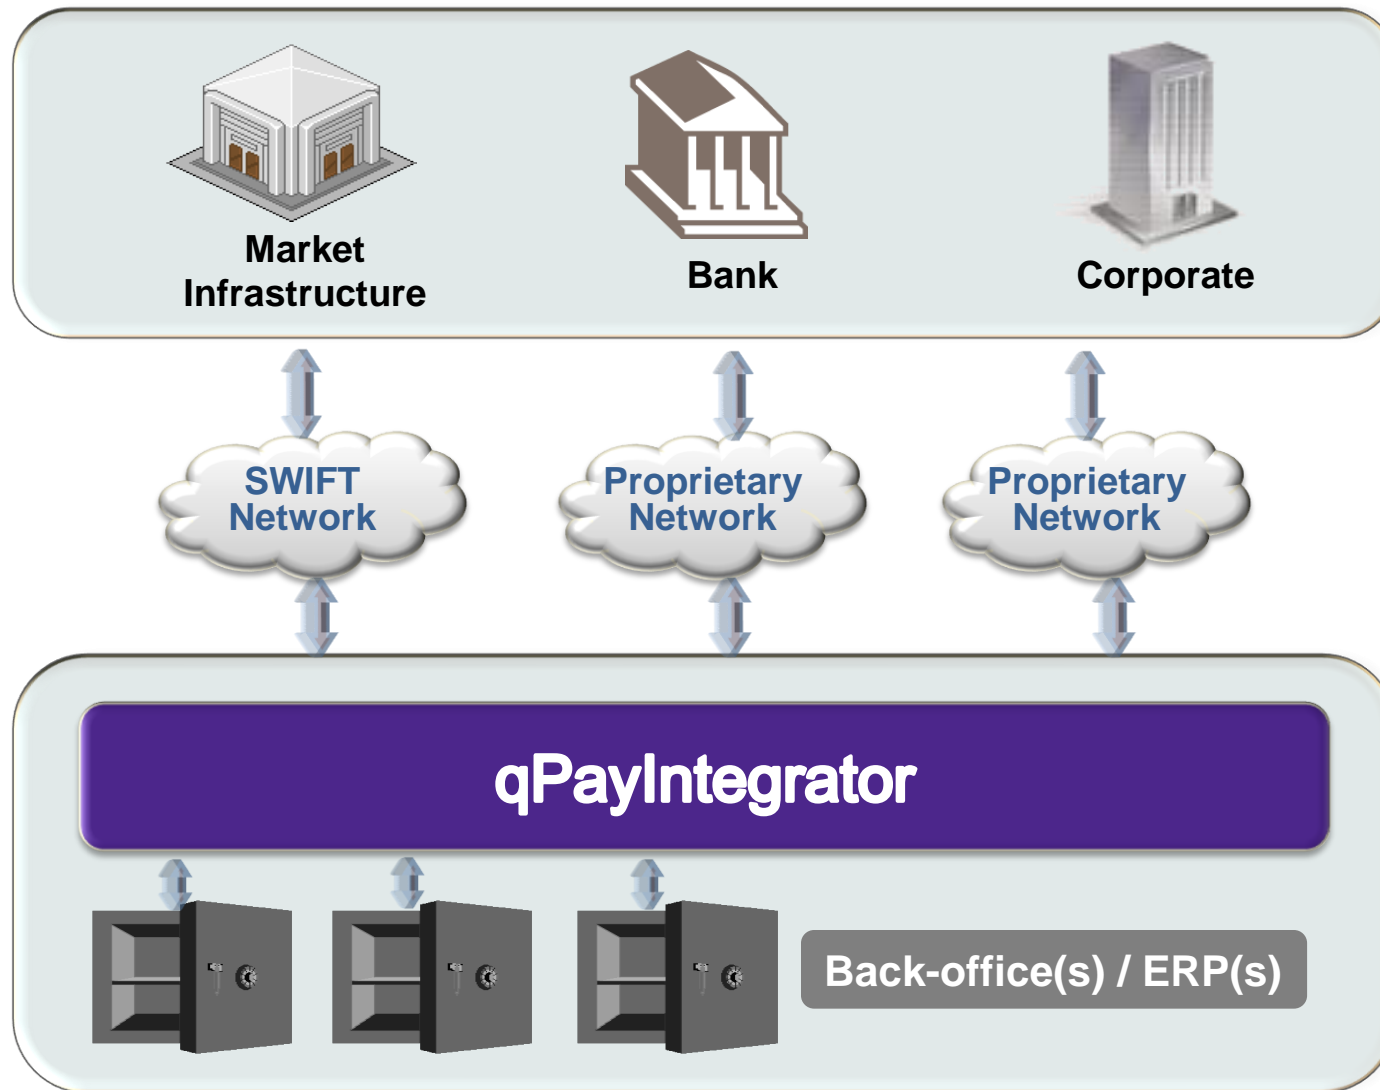 Market
Infrastructure
Bank
Corporate
SWIFT
Network
Proprietary
Network
Proprietary
Network
qPayIntegrator
Back-office(s) / ERP(s)